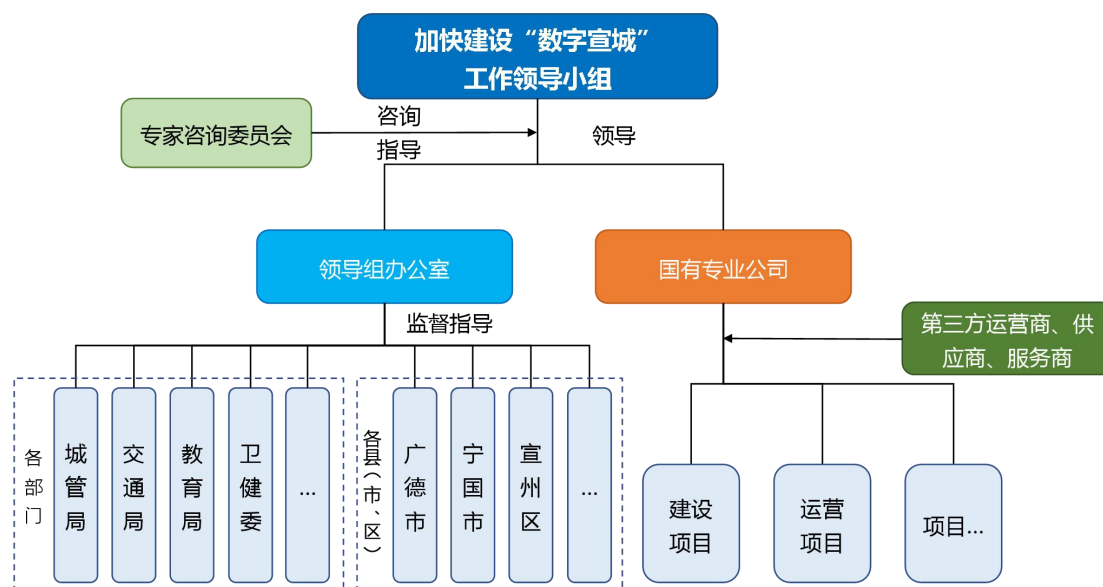 加快建设“数字宣城”
工作领导小组
专家咨询委员会
咨询
指导
领导
领导组办公室
国有专业公司
监督指导
第三方运营商、供
应商、服务商
各部门
城管局
交通局
教育局
卫健委
...
各县（市、区）
广德市
宁国市
宣州区
...
建设
项目
运营
项目
项目...